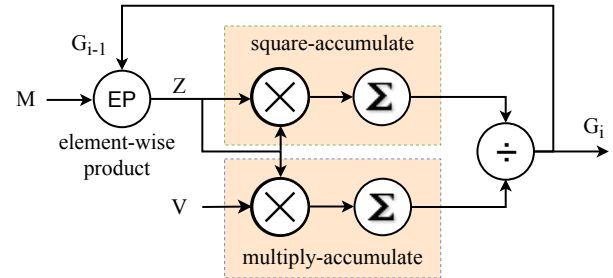 G_{i-1}
square-accumulate
M
EP
Z
Σ
element-wise
product
÷
G_i
V
Σ
multiply-accumulate